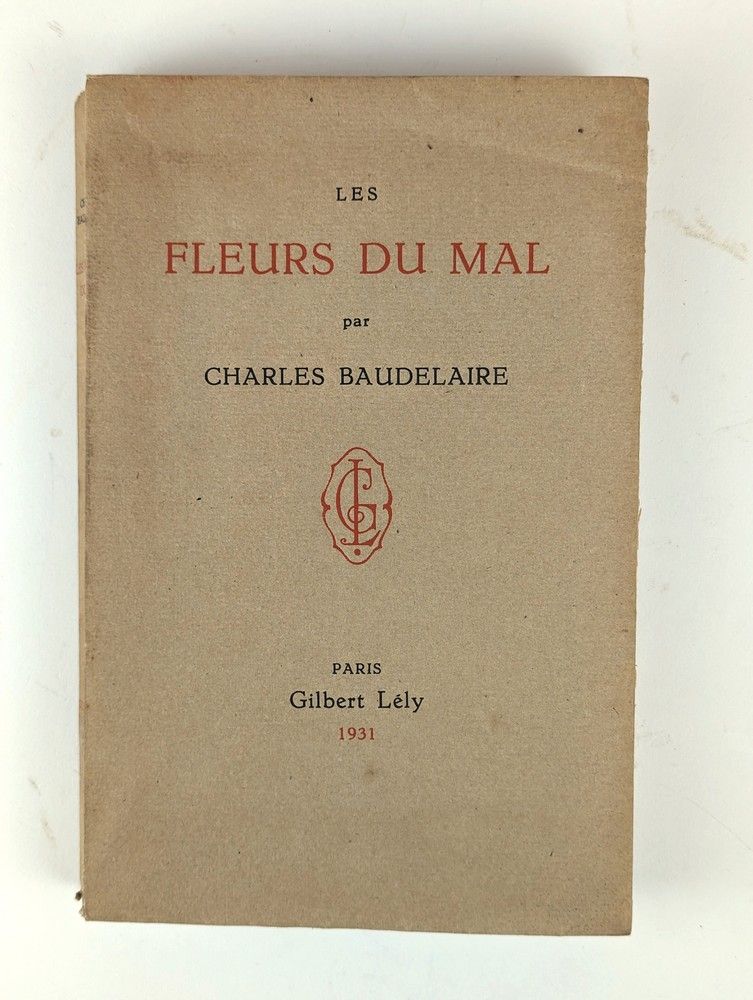 LES
FLEURS DU MAL
par
CHARLES BAUDELAIRE
PARIS
Gilbert Lély
1931